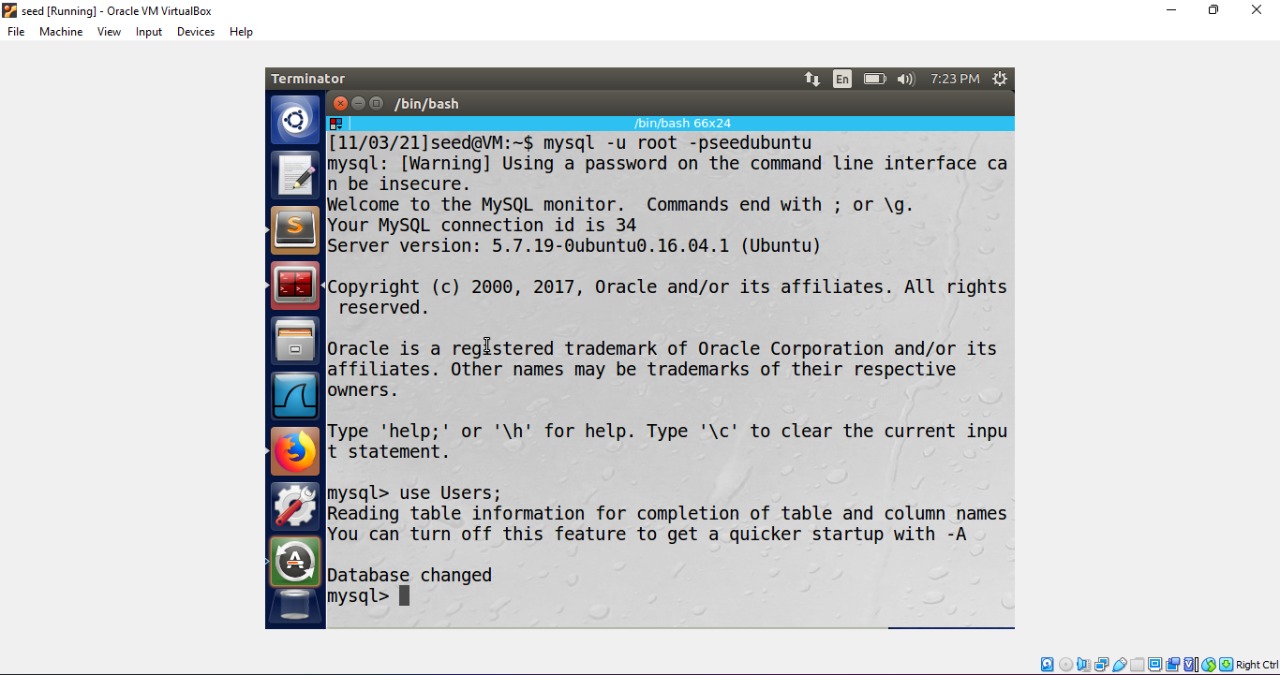 seed [Running] - Oracle VM VirtualBox
File Machine View Input Devices Help
Terminator En 7:23 PM
/bin/bash
/bin/bash 66x24
[11/03/21]seed@VM:~$ mysql -u root -pseedubuntu
mysql: [Warning] Using a password on the command line interface ca
n be insecure.
Welcome to the MySQL monitor.  Commands end with ; or \g.
Your MySQL connection id is 34
Server version: 5.7.19-0ubuntu0.16.04.1 (Ubuntu)
Copyright (c) 2000, 2017, Oracle and/or its affiliates. All rights
 reserved.
Oracle is a registered trademark of Oracle Corporation and/or its
affiliates. Other names may be trademarks of their respective
owners.
Type 'help;' or '\h' for help. Type '\c' to clear the current inpu
t statement.
mysql> use Users;
Reading table information for completion of table and column names
You can turn off this feature to get a quicker startup with -A
Database changed
mysql>
Right Ctrl